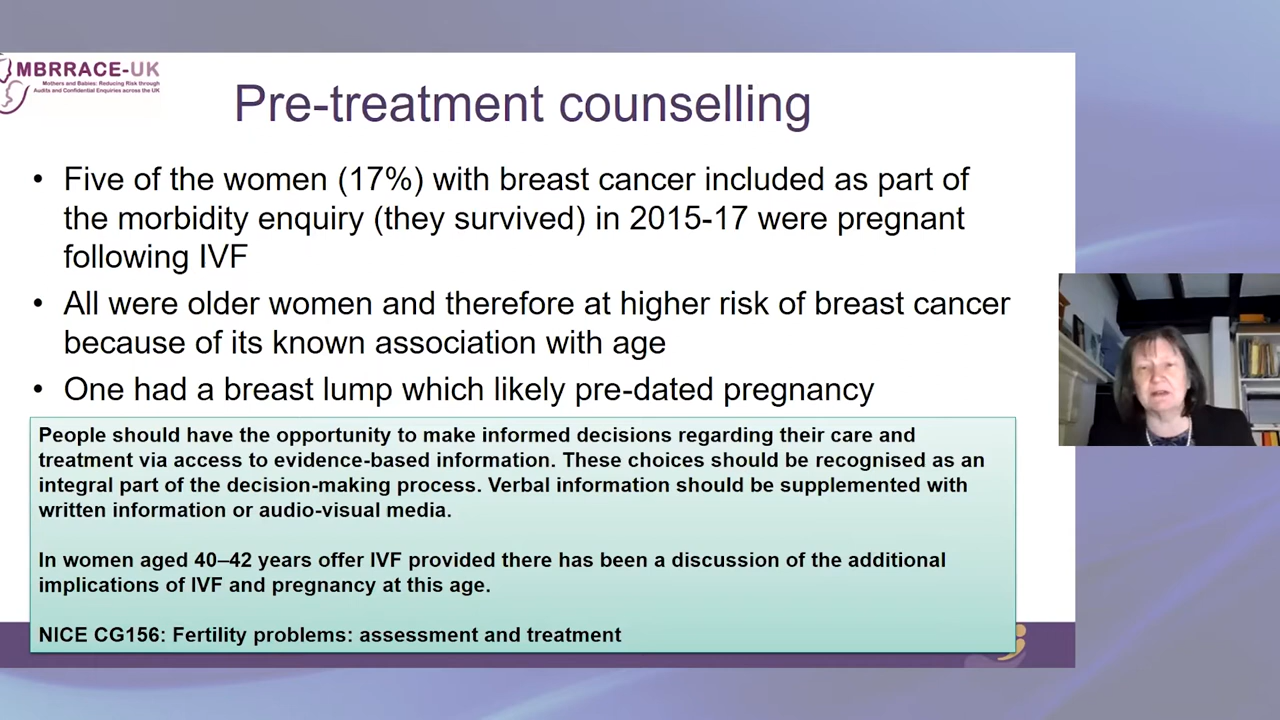 MBRRACE-UK
Mothers and Babies: Reducing Risk through
Audits and Confidential Enquiries across the UK
Pre-treatment counselling
• Five of the women (17%) with breast cancer included as part of
the morbidity enquiry (they survived) in 2015-17 were pregnant
following IVF
• All were older women and therefore at higher risk of breast cancer
because of its known association with age
• One had a breast lump which likely pre-dated pregnancy
People should have the opportunity to make informed decisions regarding their care and
treatment via access to evidence-based information. These choices should be recognised as an
integral part of the decision-making process. Verbal information should be supplemented with
written information or audio-visual media.
In women aged 40–42 years offer IVF provided there has been a discussion of the additional
implications of IVF and pregnancy at this age.
NICE CG156: Fertility problems: assessment and treatment